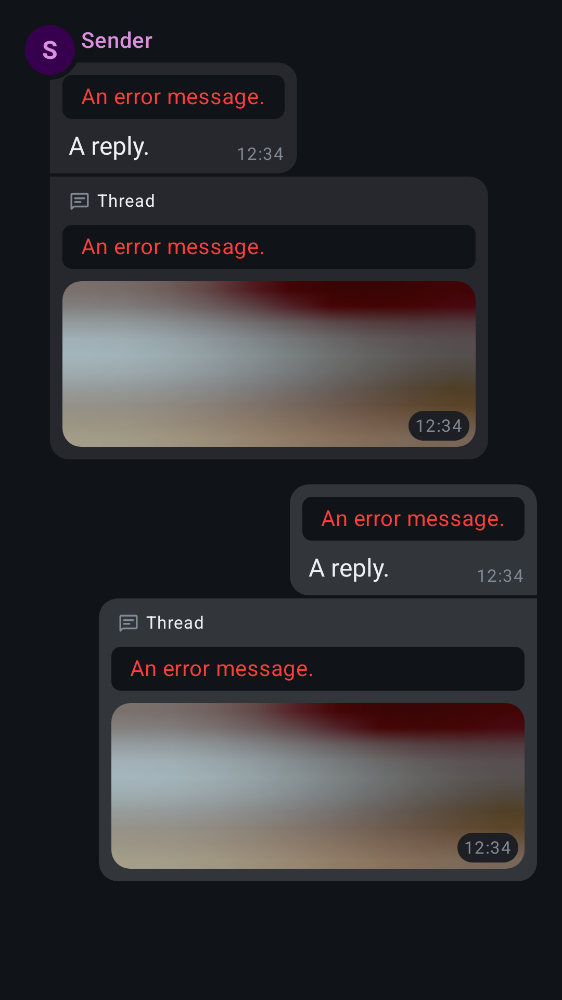 S
Sender
An error message.
A reply.
12:34
Thread
An error message.
12:34
An error message.
A reply.
12:34
Thread
An error message.
12:34